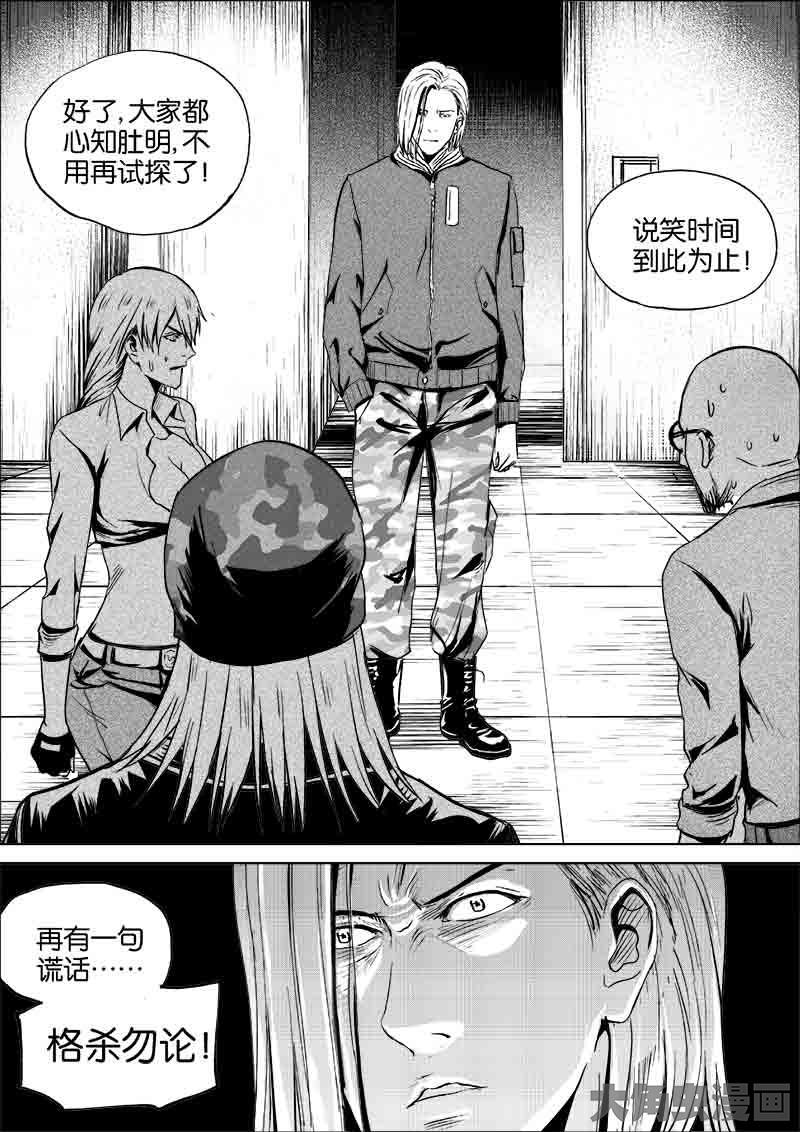 好了,大家都
心知肚明,不
用再试探了!
说笑时间
到此为止!
再有一句
谎话……
格杀勿论!
大角虫漫画